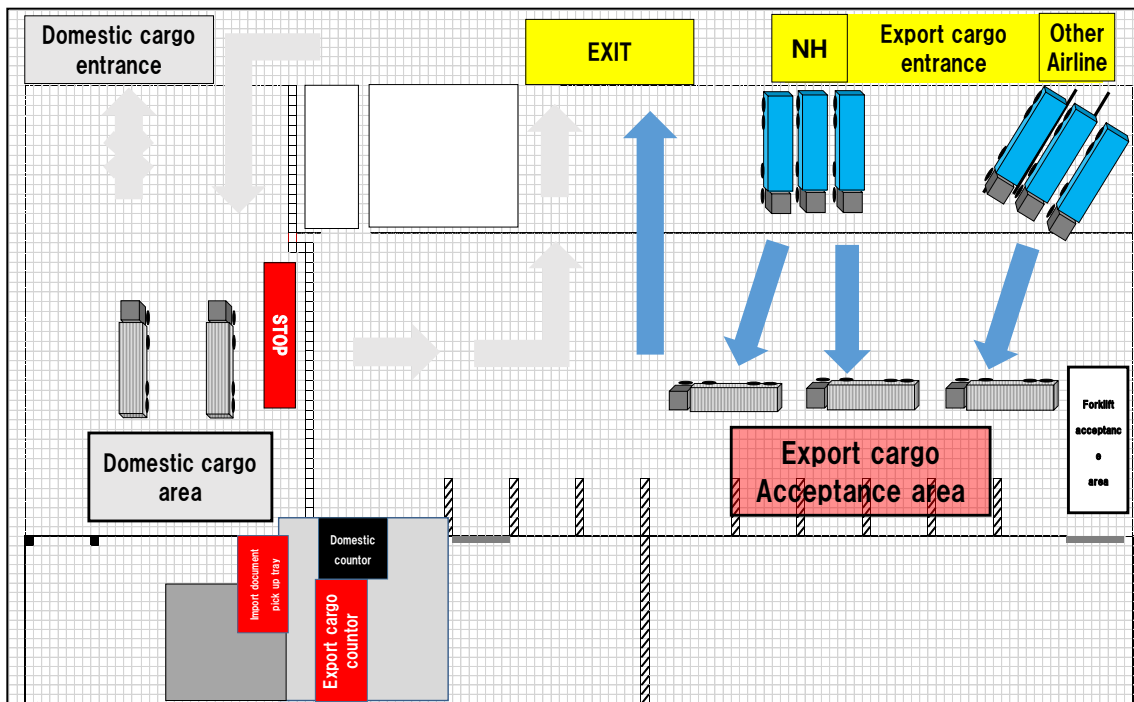 Domestic cargo
entrance
EXIT
NH
Export cargo
entrance
Other
Airline
STOP
Domestic cargo
area
Export cargo
Acceptance area
Forklift
acceptanc
e
area
Domestic
countor
Import document
pick up tray
Export cargo
countor